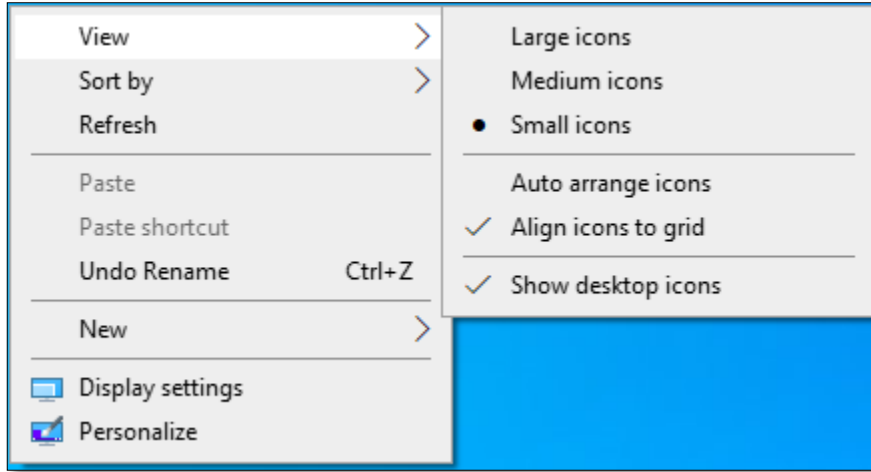 View
Sort by
Refresh
Paste
Paste shortcut
Undo Rename Ctrl+Z
New
Display settings
Personalize
Large icons
Medium icons
Small icons
Auto arrange icons
Align icons to grid
Show desktop icons